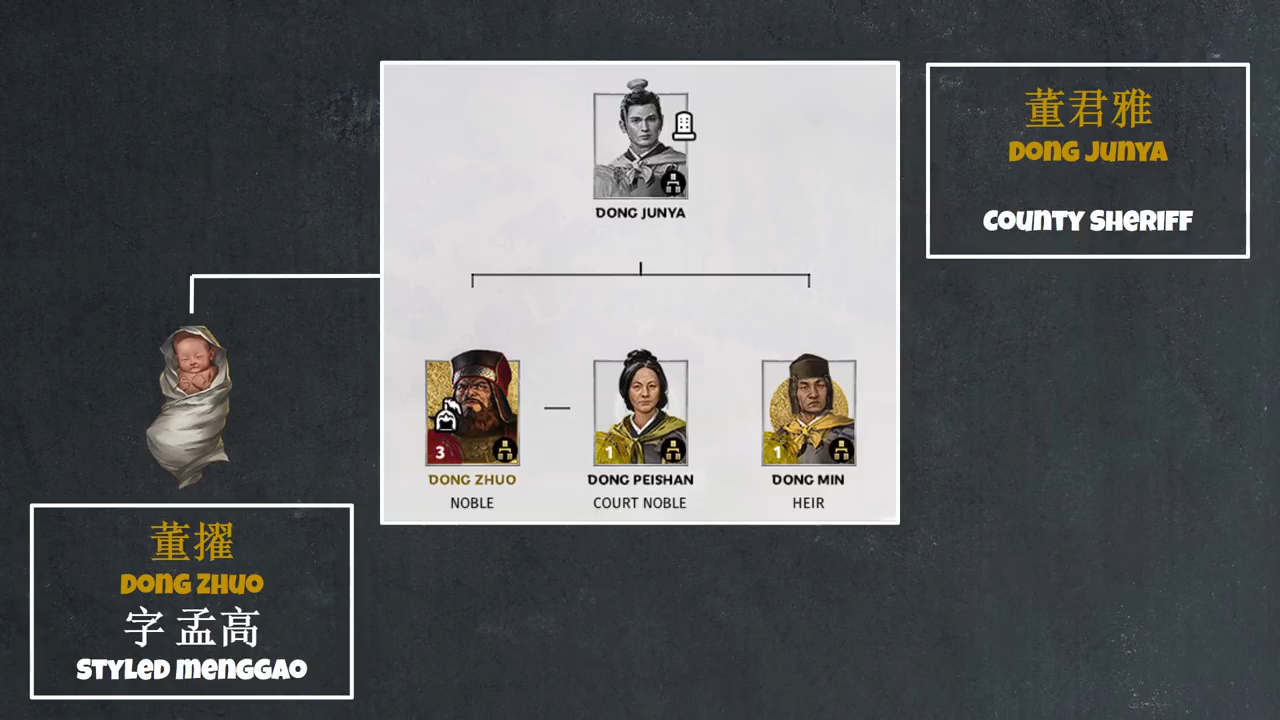 DONG JUNYA
3
1
1
DONG ZHUO
DONG PEISHAN
DONG MIN
NOBLE
COURT NOBLE
HEIR
董君雅
DONG JUNYA
COUNTY SHERIFF
董擢
DONG ZHUO
字 孟高
STYLED MENGGAO